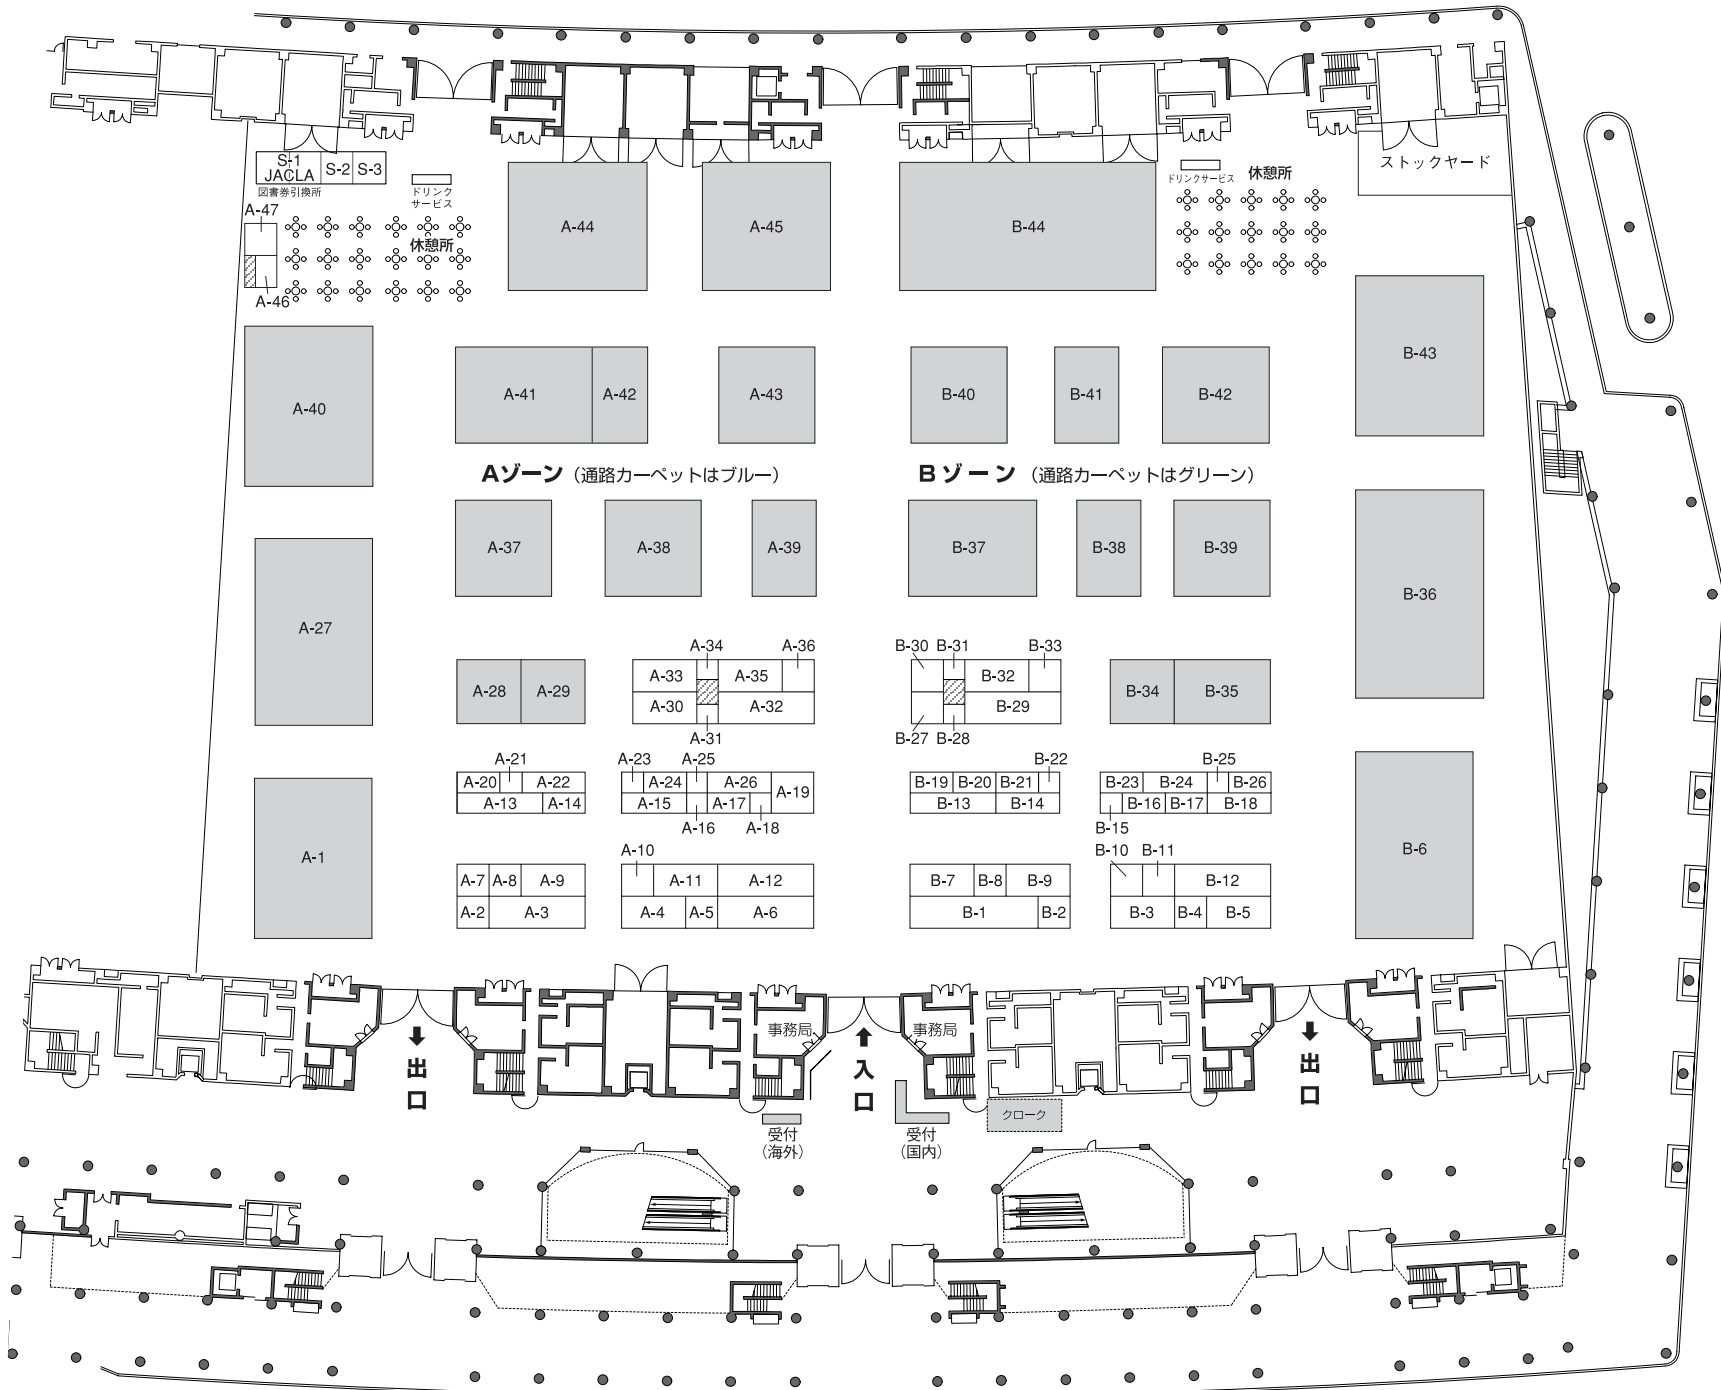 S-1
JACLA
S-2
S-3
図書券引換所
ドリンク
サービス
A-47
休憩所
A-46
A-44
A-45
B-44
ドリンクサービス
休憩所
ストックヤード
A-40
A-41
A-42
A-43
B-40
B-41
B-42
B-43
Aゾーン（通路カーペットはブルー）
Bゾーン（通路カーペットはグリーン）
A-37
A-38
A-39
B-37
B-38
B-39
A-27
B-36
A-34
A-36
B-30
B-31
B-33
A-28
A-29
A-33
A-35
B-32
B-34
B-35
A-30
A-32
B-29
A-31
B-27
B-28
A-21
A-23
A-25
B-22
B-25
A-20
A-22
A-24
A-26
A-19
B-19
B-20
B-21
B-23
B-24
B-26
A-13
A-14
A-15
A-17
B-13
B-14
B-16
B-17
B-18
A-16
A-18
B-15
A-1
A-10
B-10
B-11
B-6
A-7
A-8
A-9
A-11
A-12
B-7
B-8
B-9
B-12
A-2
A-3
A-4
A-5
A-6
B-1
B-2
B-3
B-4
B-5
事務局
事務局
出口
入口
出口
クローク
受付
（海外）
受付
（国内）